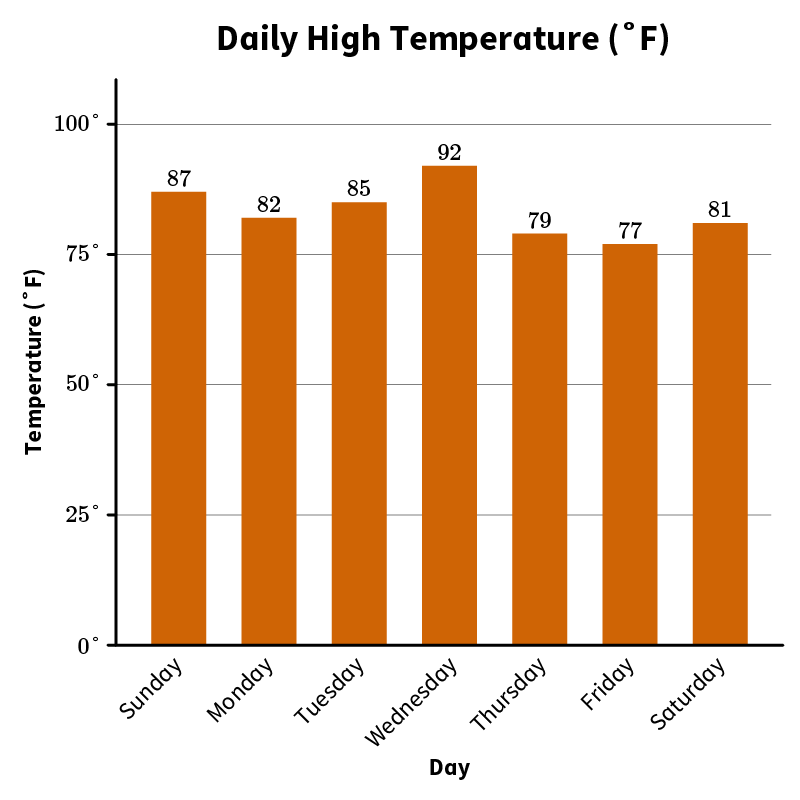 Daily High Temperature (˚F)
Temperature (˚F)
100˚
75˚
50˚
25˚
0˚
87
82
85
92
79
77
81
Sunday
Monday
Tuesday
Wednesday
Thursday
Friday
Saturday
Day